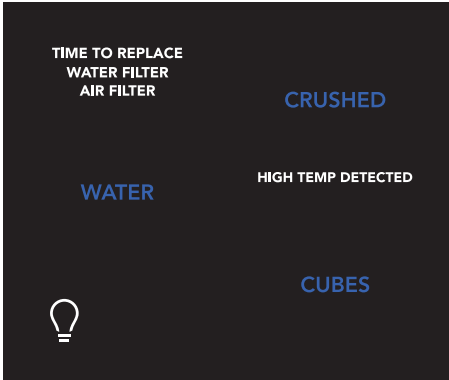 TIME TO REPLACE
WATER FILTER
AIR FILTER
CRUSHED
HIGH TEMP DETECTED
WATER
CUBES